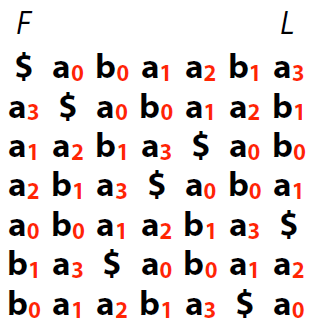 F L
$ a0 b0 a1 a2 b1 a3
a3 $ a0 b0 a1 a2 b1
a1 a2 b1 a3 $ a0 b0
a2 b1 a3 $ a0 b0 a1
a0 b0 a1 a2 b1 a3 $
b1 a3 $ a0 b0 a1 a2
b0 a1 a2 b1 a3 $ a0